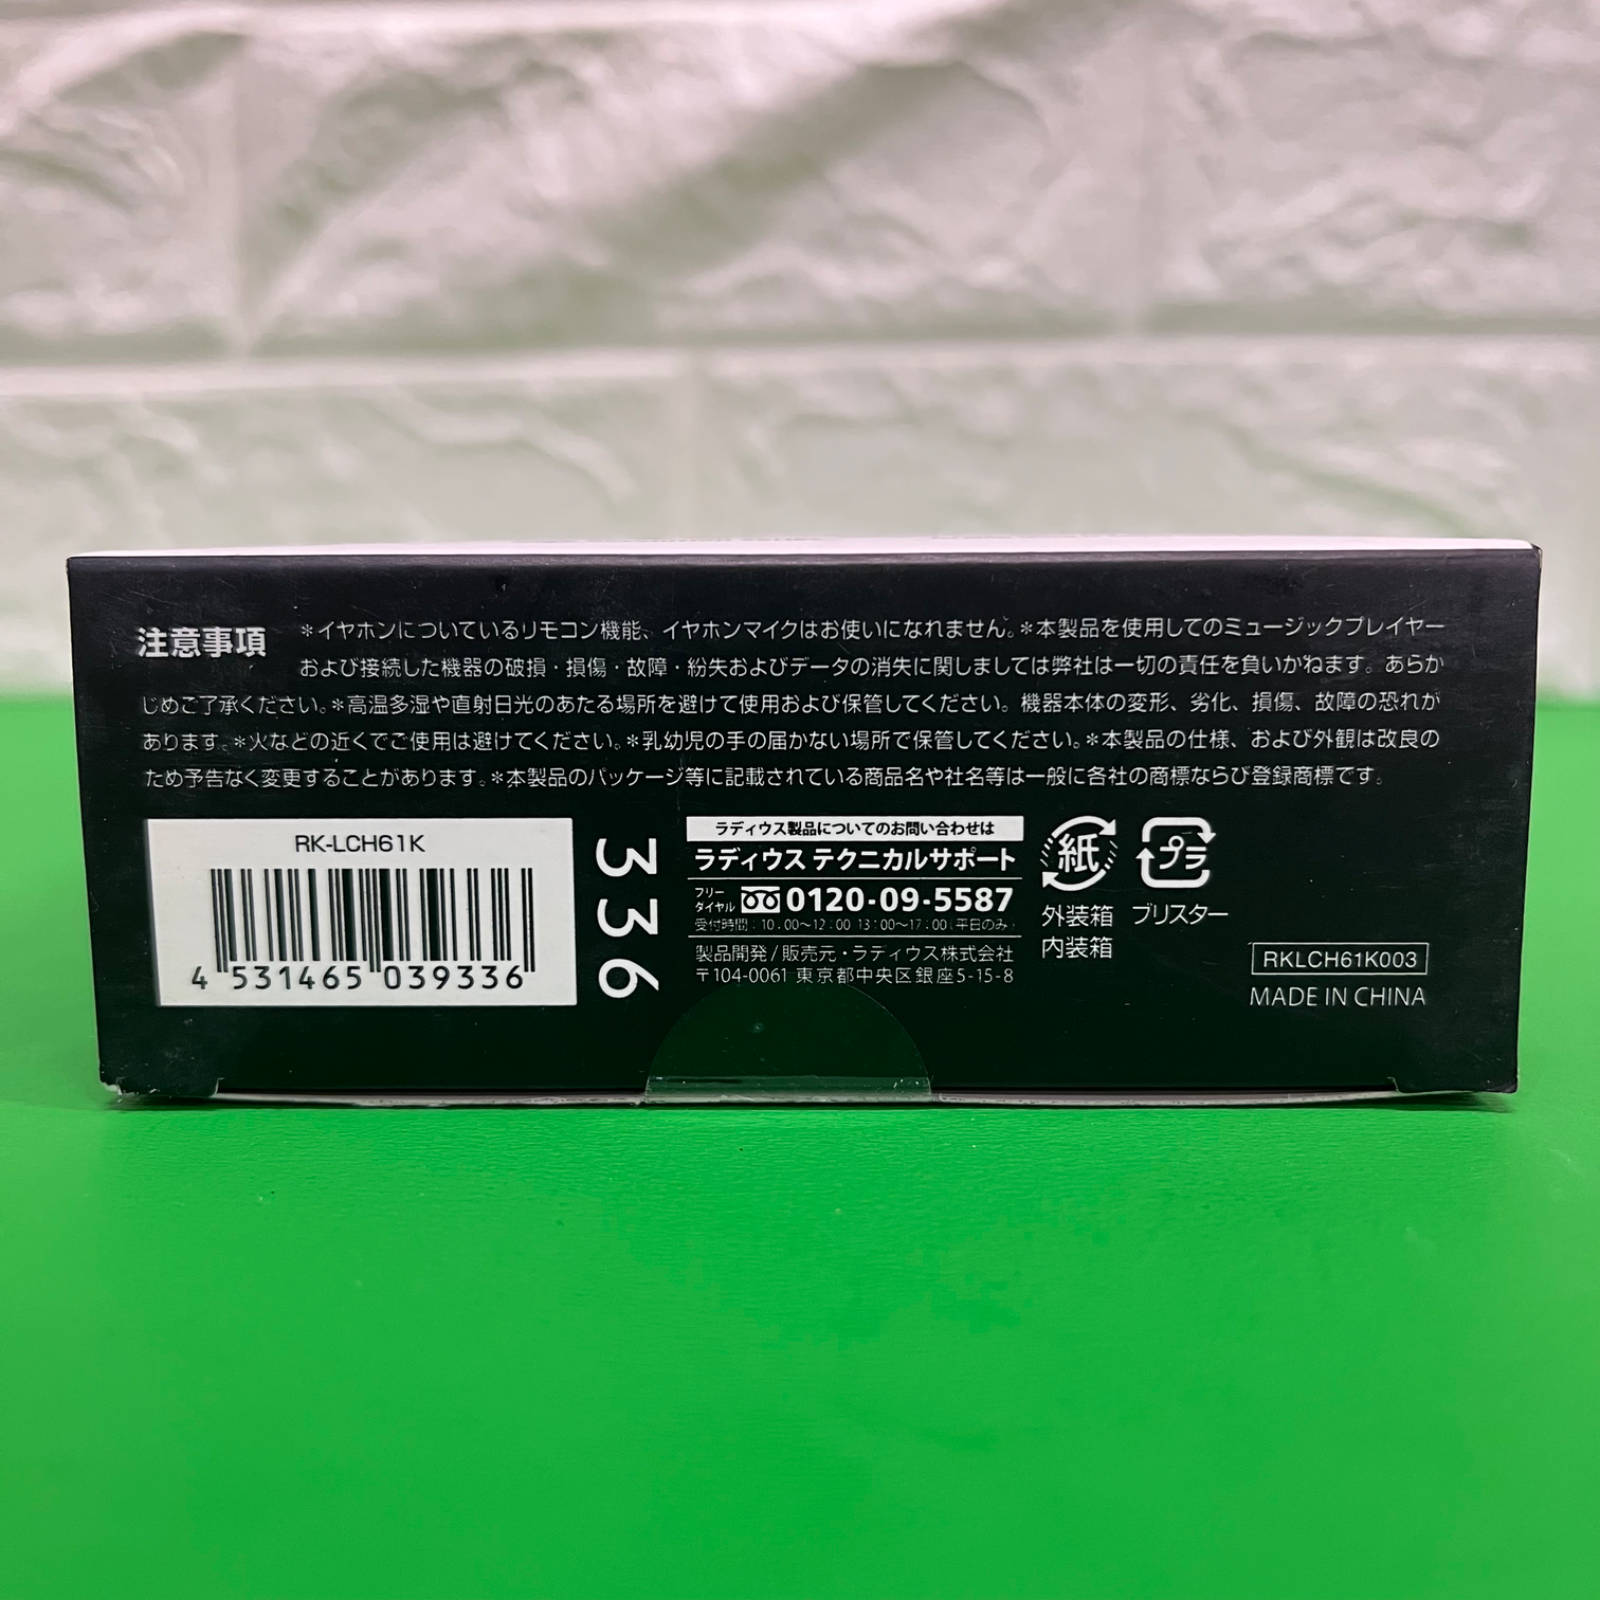 注意事項
＊イヤホンについているリモコン機能、イヤホンマイクはお使いになれません。＊本製品を使用してのミュージックプレイヤー
および接続した機器の破損・損傷・故障・紛失およびデータの消失に関しましては弊社は一切の責任を負いかねます。あらか
じめご了承ください。＊高温多湿や直射日光のあたる場所を避けて使用および保管してください。機器本体の変形、劣化、損傷、故障の恐れが
あります。＊火などの近くでご使用は避けてください。＊乳幼児の手の届かない場所で保管してください。＊本製品の仕様、および外観は改良の
ため予告なく変更することがあります。＊本製品のパッケージ等に記載されている商品名や社名等は一般に各社の商標ならび登録商標です。
RK-LCH61K
4 531465 039336
336
ラディウス製品についてのお問い合わせは
ラディウス テクニカルサポート
フリーダイヤル 0120-09-5587
受付時間：10：00〜12：00 13：00〜17：00（平日のみ）
製品開発/販売元・ラディウス株式会社
〒104-0061 東京都中央区銀座5-15-8
紙
外装箱
内装箱
プラ
ブリスター
RKLCH61K003
MADE IN CHINA